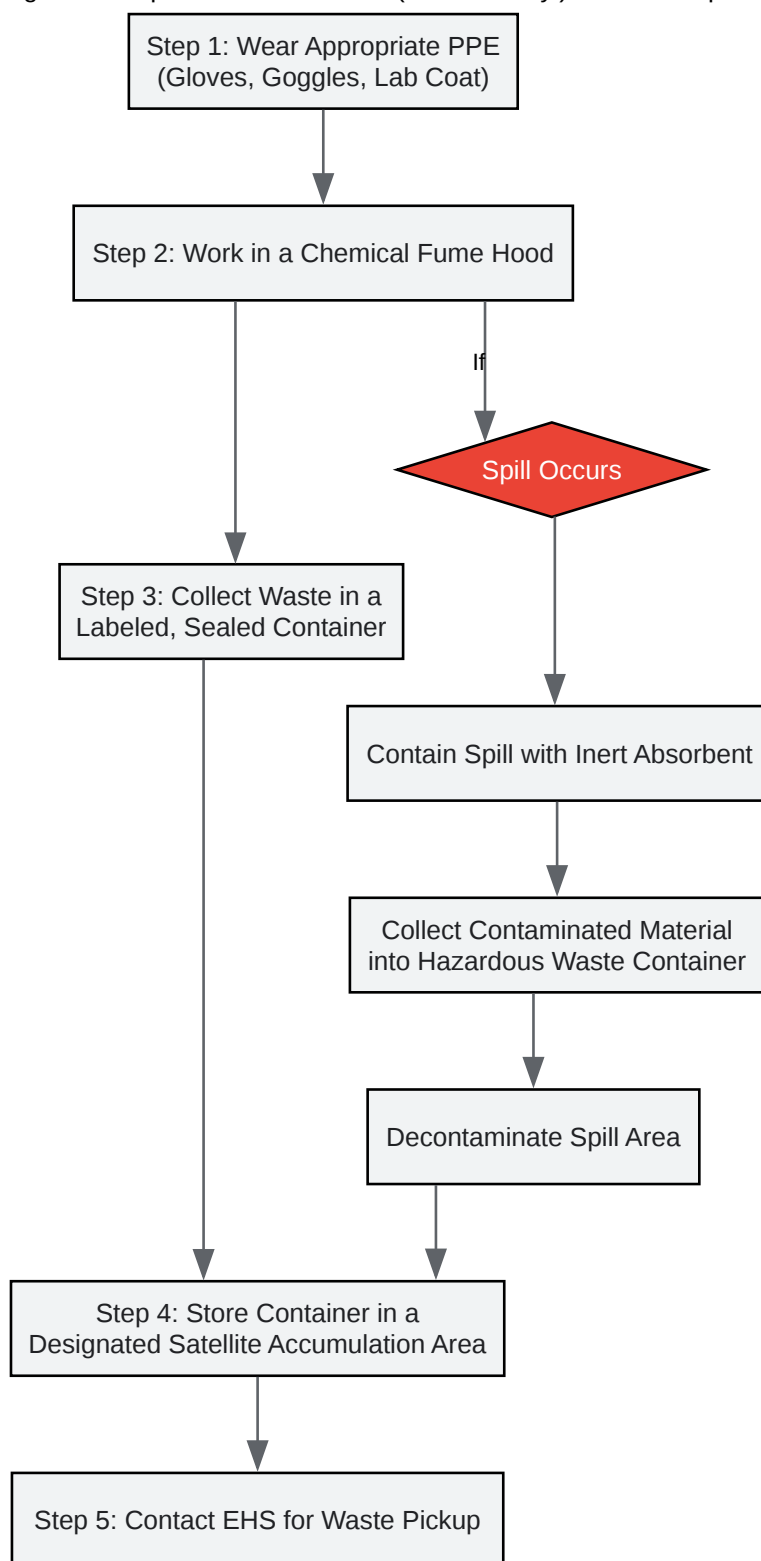 Step 1: Wear Appropriate PPE
(Gloves, Goggles, Lab Coat)
Step 2: Work in a Chemical Fume Hood
If
Spill Occurs
Step 3: Collect Waste in a
Labeled, Sealed Container
Contain Spill with Inert Absorbent
Collect Contaminated Material
into Hazardous Waste Container
Decontaminate Spill Area
Step 4: Store Container in a
Designated Satellite Accumulation Area
Step 5: Contact EHS for Waste Pickup